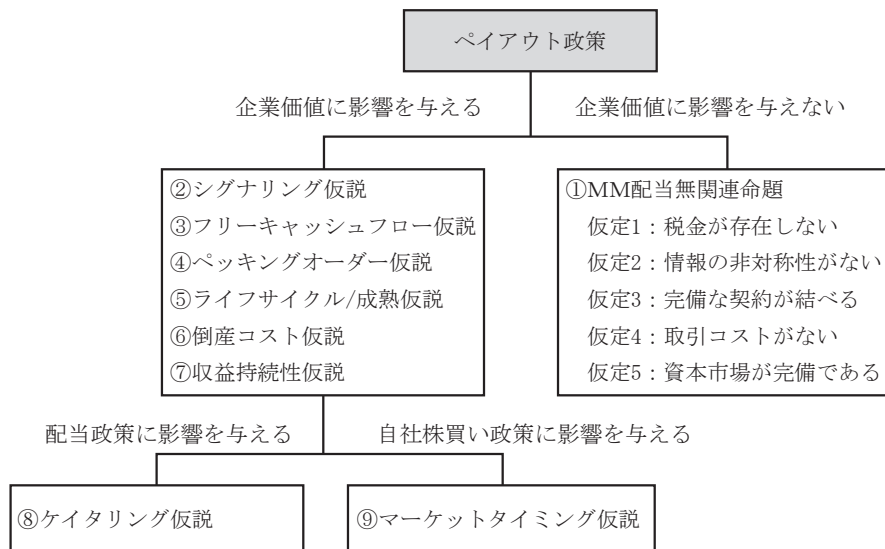 ペイアウト政策
企業価値に影響を与える
企業価値に影響を与えない
②シグナリング仮説
③フリーキャッシュフロー仮説
④ペッキングオーダー仮説
⑤ライフサイクル/成熟仮説
⑥倒産コスト仮説
⑦収益持続性仮説
①MM配当無関連命題
仮定1：税金が存在しない
仮定2：情報の非対称性がない
仮定3：完備な契約が結べる
仮定4：取引コストがない
仮定5：資本市場が完備である
配当政策に影響を与える
自社株買い政策に影響を与える
⑧ケイタリング仮説
⑨マーケットタイミング仮説